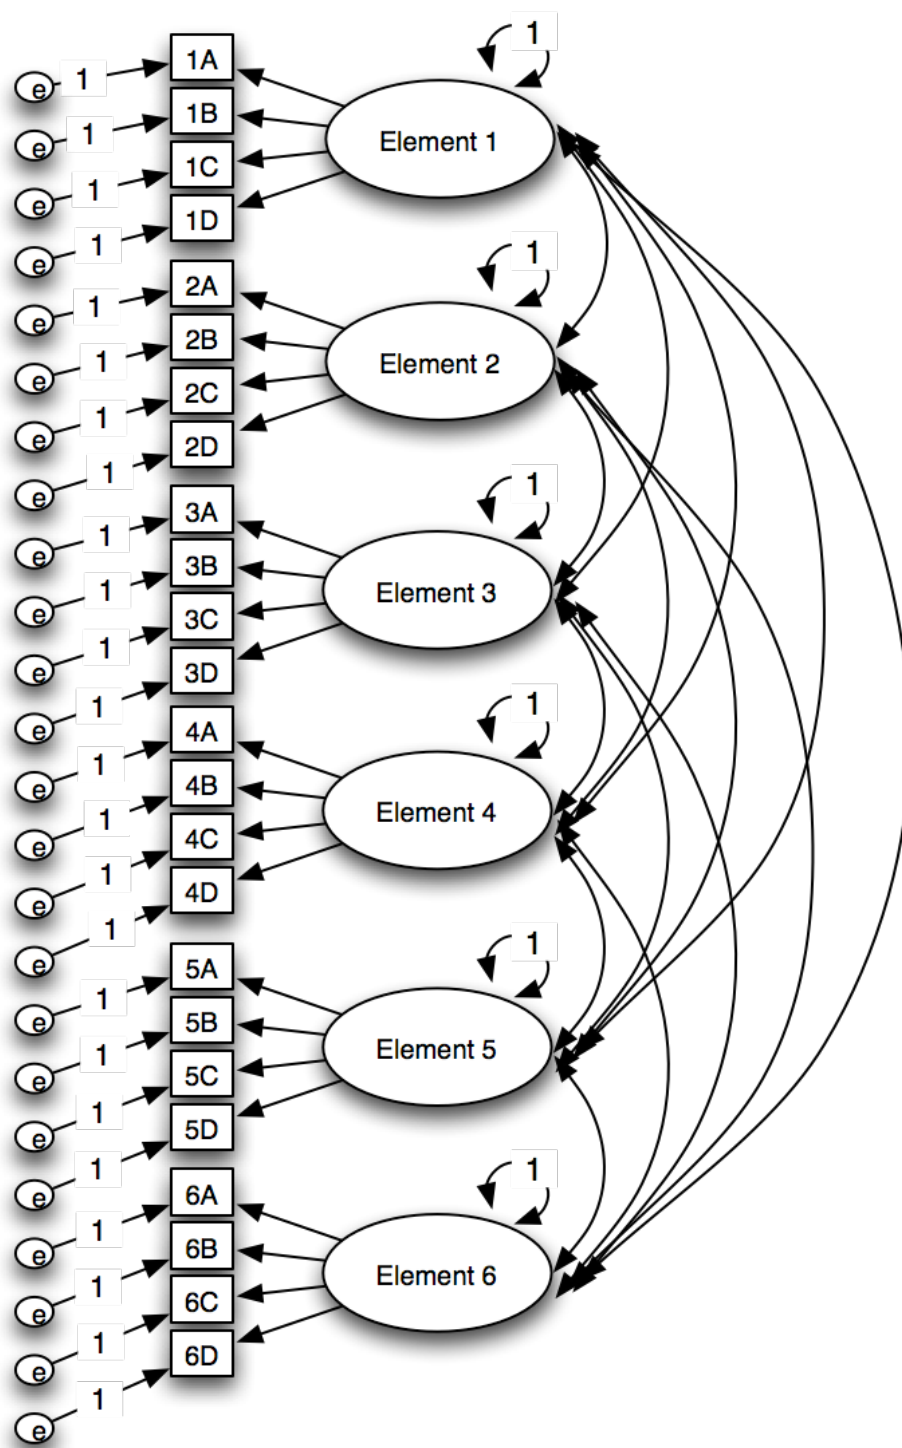 1
1A
e 1
1B
e 1
Element 1
1C
e 1
1D
e 1
1
2A
e 1
2B
e 1
Element 2
2C
e 1
2D
e 1
1
3A
e 1
3B
e 1
Element 3
3C
e 1
3D
e 1
1
4A
e 1
4B
e 1
Element 4
4C
e 1
4D
e 1
1
5A
e 1
5B
e 1
Element 5
5C
e 1
5D
e 1
1
6A
e 1
6B
e 1
Element 6
6C
e 1
6D
e 1